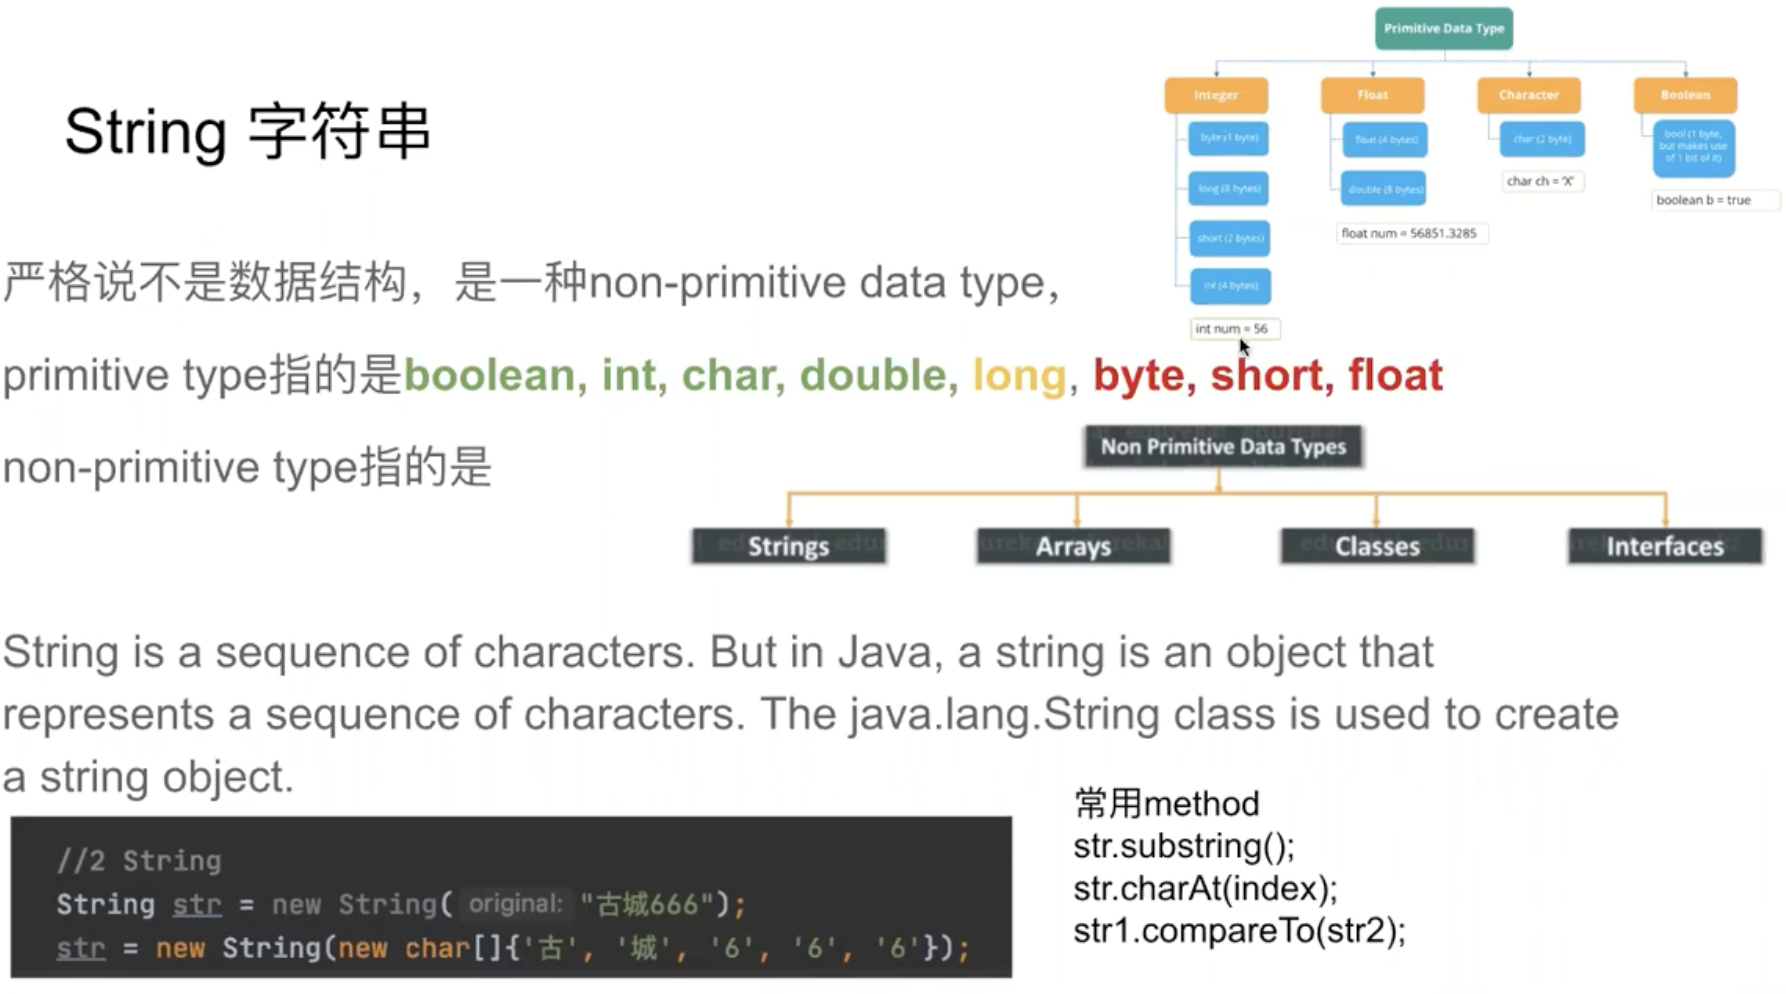 Primitive Data Type
Integer
Float
Character
Boolean
byte (1 byte)
long (8 bytes)
short (2 bytes)
int (4 bytes)
int num = 56
float (4 bytes)
double (8 bytes)
float num = 56851.3285
char (2 byte)
char ch = 'X'
bool (1 byte,
but makes use
of 1 bit of it)
boolean b = true
String 字符串
严格说不是数据结构，是一种non-primitive data type,
primitive type指的是boolean, int, char, double, long, byte, short, float
non-primitive type指的是
Non Primitive Data Types
Strings
Arrays
Classes
Interfaces
String is a sequence of characters. But in Java, a string is an object that
represents a sequence of characters. The java.lang.String class is used to create
a string object.
//2 String
String str = new String( original: "古城666");
str = new String(new char[]{'古', '城', '6', '6', '6'});
常用method
str.substring();
str.charAt(index);
str1.compareTo(str2);